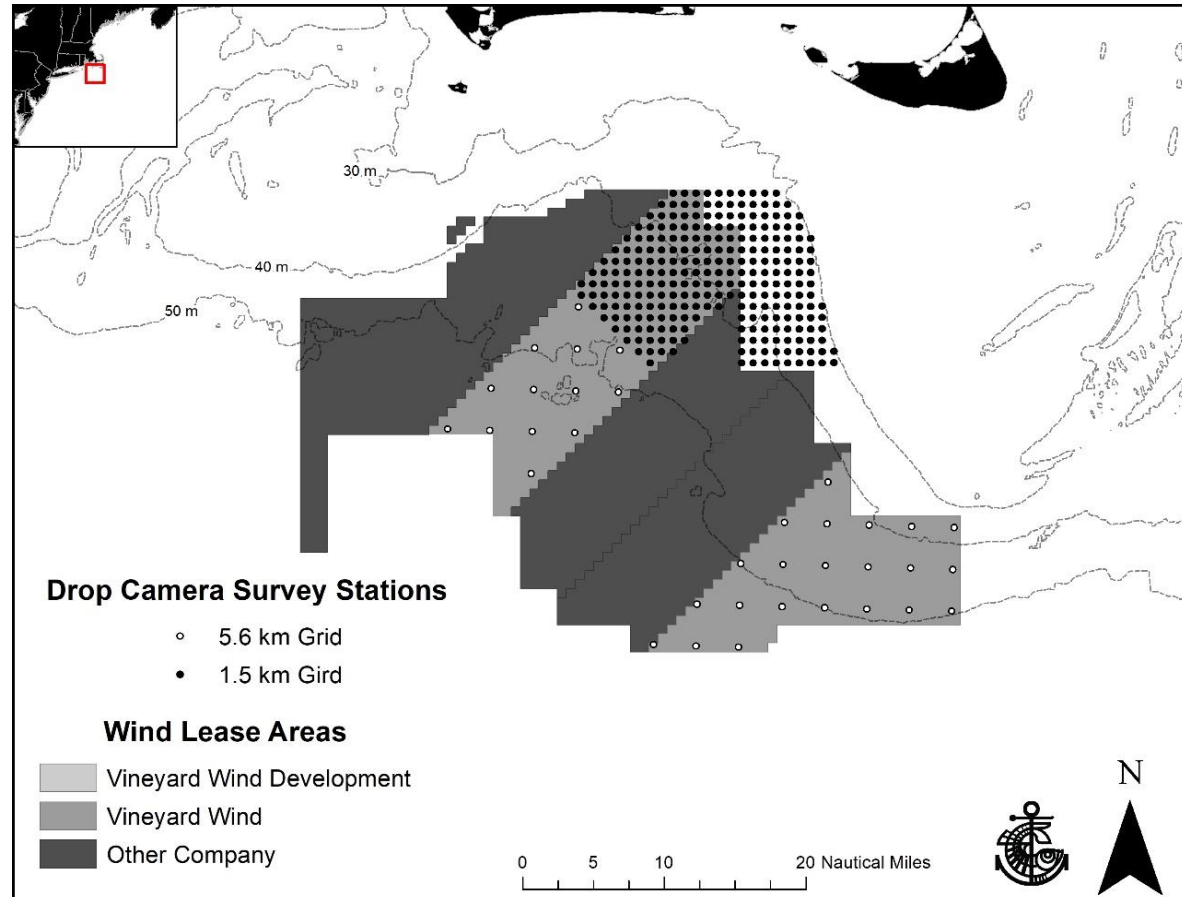 30 m
40 m
50 m
Drop Camera Survey Stations
5.6 km Grid
1.5 km Gird
Wind Lease Areas
Vineyard Wind Development
Vineyard Wind
Other Company
N
0 5 10 20 Nautical Miles